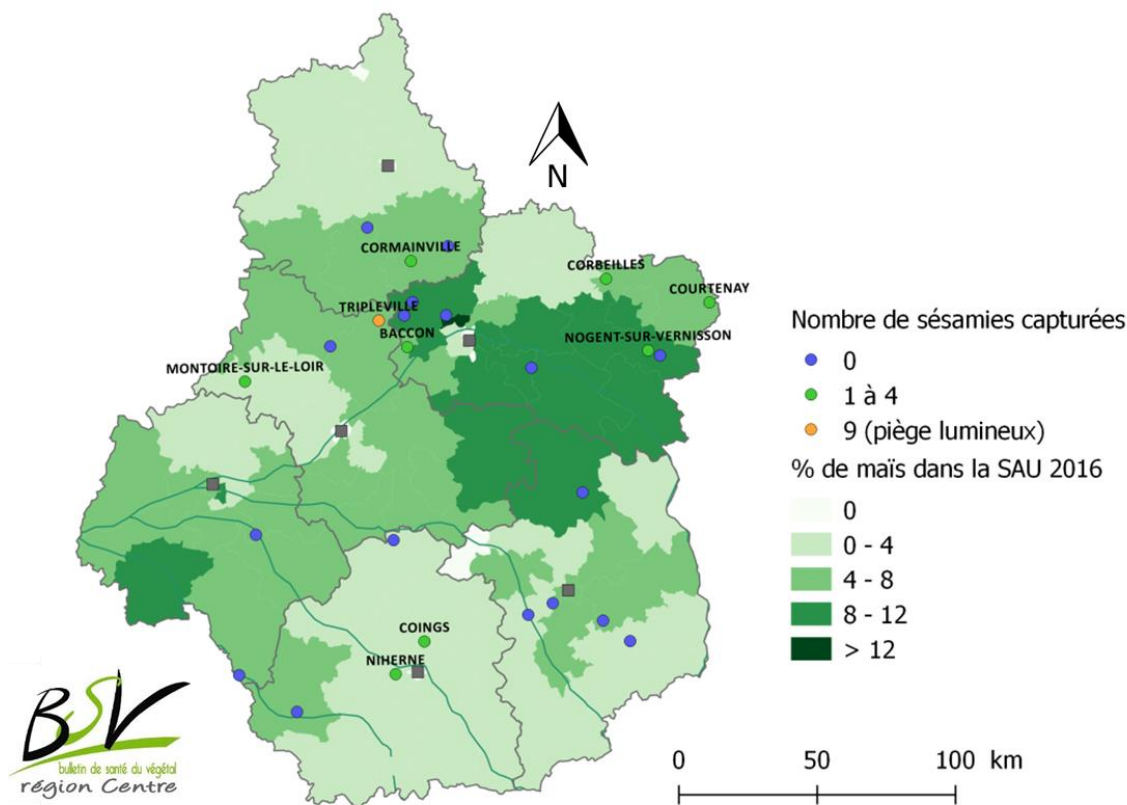 N
CORMAINVILLE
CORBEILLES
COURTENAY
TRIPLEVILLE
BACCON
NOGENT-SUR-VERNISSON
MONTOIRE-SUR-LE-LOIR
COINGS
NIHERNE
Nombre de sésamies capturées
0
1 à 4
9 (piège lumineux)
% de maïs dans la SAU 2016
0
0 - 4
4 - 8
8 - 12
> 12
BSV
bulletin de santé du végétal
région Centre
0 50 100 km